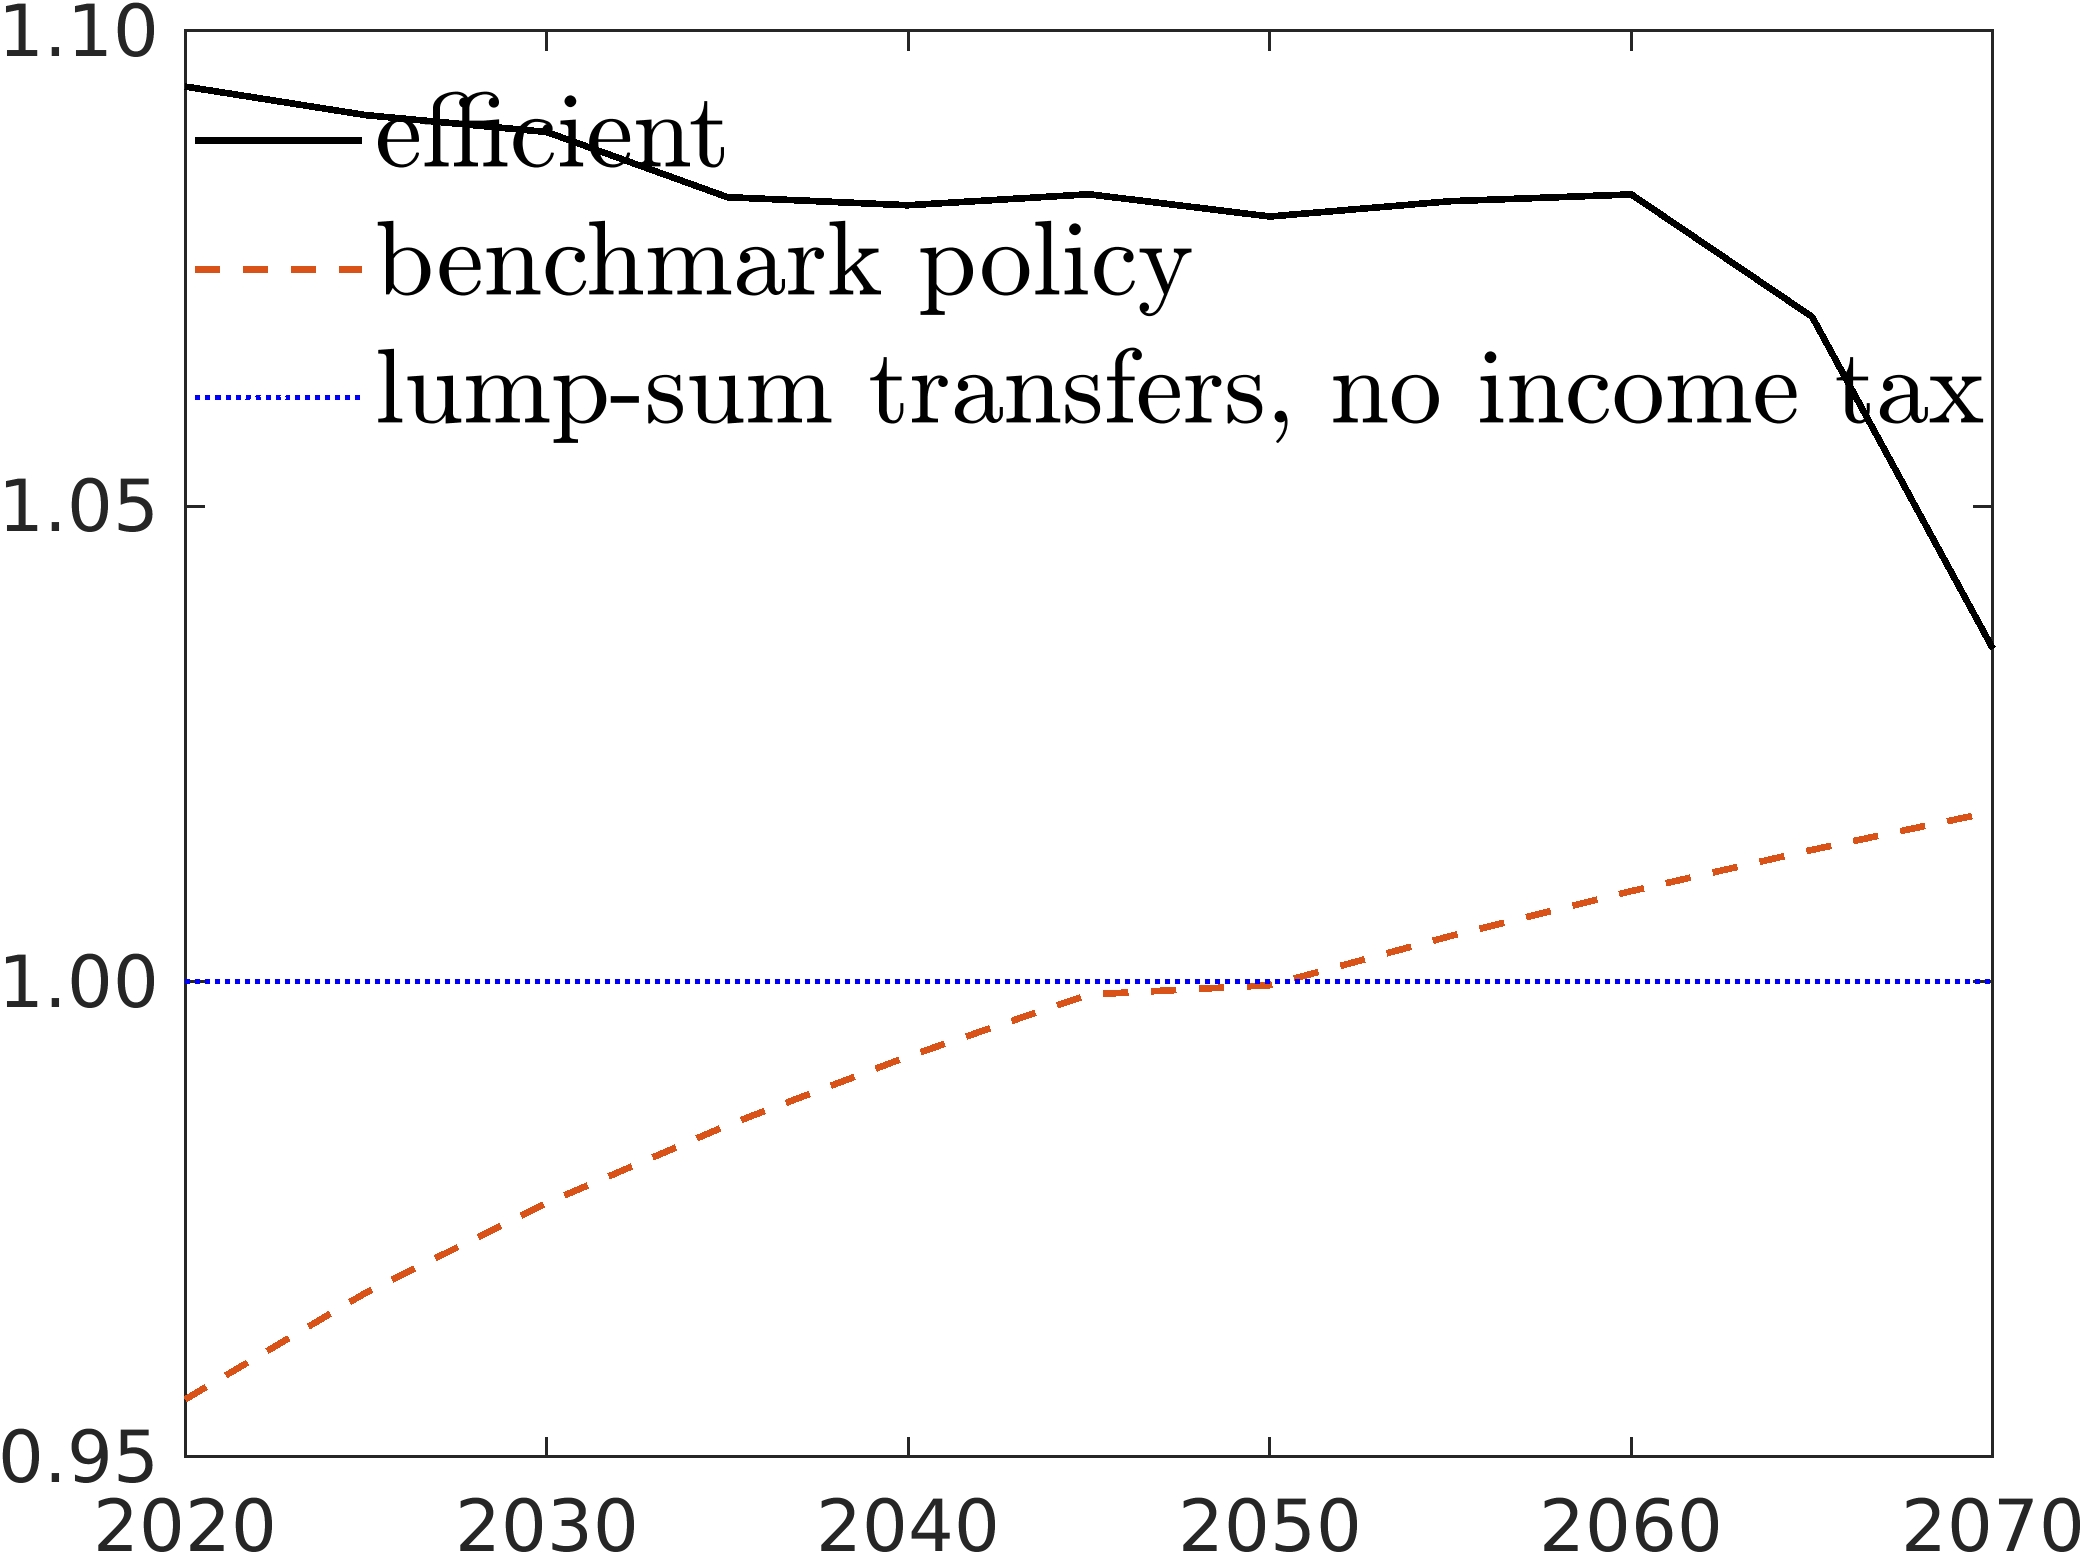 1.10
efficient
benchmark policy
lump-sum transfers, no income tax
1.05
1.00
0.95
2020 2030 2040 2050 2060 2070